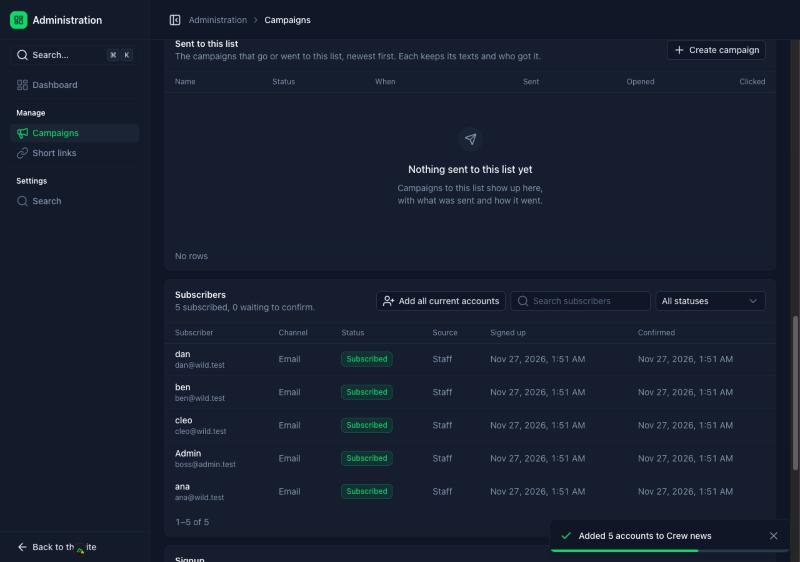 Administration
Administration > Campaigns
Search... ⌘ K
Dashboard
Manage
Campaigns
Short links
Settings
Search
Back to th ite
Sent to this list
The campaigns that go or went to this list, newest first. Each keeps its texts and who got it.
Create campaign
Name Status When Sent Opened Clicked
Nothing sent to this list yet
Campaigns to this list show up here,
with what was sent and how it went.
No rows
Subscribers
5 subscribed, 0 waiting to confirm.
Add all current accounts
Search subscribers
All statuses
Subscriber Channel Status Source Signed up Confirmed
dan
dan@wild.test Email Subscribed Staff Nov 27, 2026, 1:51 AM Nov 27, 2026, 1:51 AM
ben
ben@wild.test Email Subscribed Staff Nov 27, 2026, 1:51 AM Nov 27, 2026, 1:51 AM
cleo
cleo@wild.test Email Subscribed Staff Nov 27, 2026, 1:51 AM Nov 27, 2026, 1:51 AM
Admin
boss@admin.test Email Subscribed Staff Nov 27, 2026, 1:51 AM Nov 27, 2026, 1:51 AM
ana
ana@wild.test Email Subscribed Staff Nov 27, 2026, 1:51 AM Nov 27, 2026, 1:51 AM
1–5 of 5
Added 5 accounts to Crew news
Signup